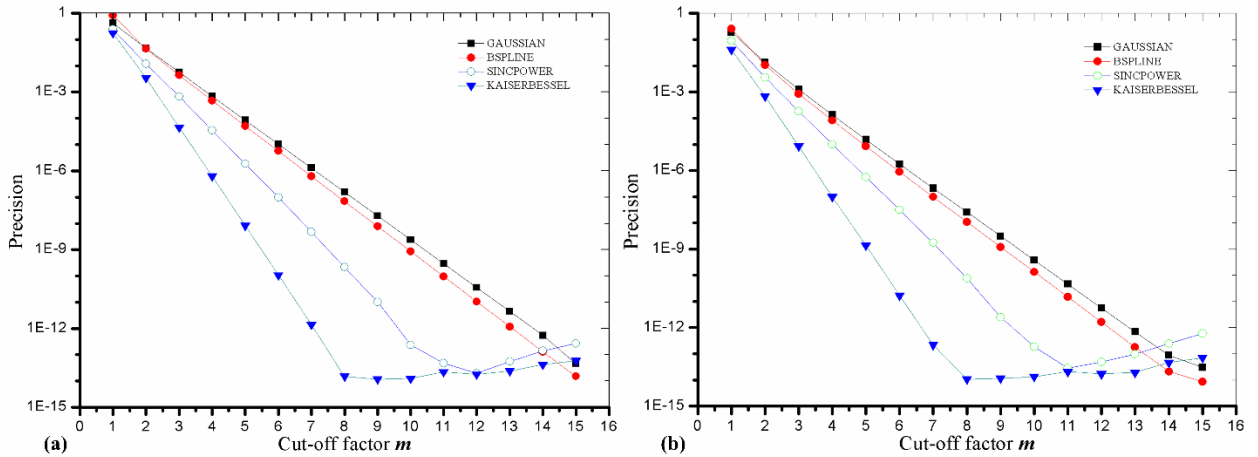 1
1E-3
1E-6
1E-9
1E-12
1E-15
Precision
GAUSSIAN
BSPLINE
SINCPOWER
KAISERBESSEL
0 1 2 3 4 5 6 7 8 9 10 11 12 13 14 15 16
(a) Cut-off factor m
1
1E-3
1E-6
1E-9
1E-12
1E-15
Precision
GAUSSIAN
BSPLINE
SINCPOWER
KAISERBESSEL
0 1 2 3 4 5 6 7 8 9 10 11 12 13 14 15 16
(b) Cut-off factor m